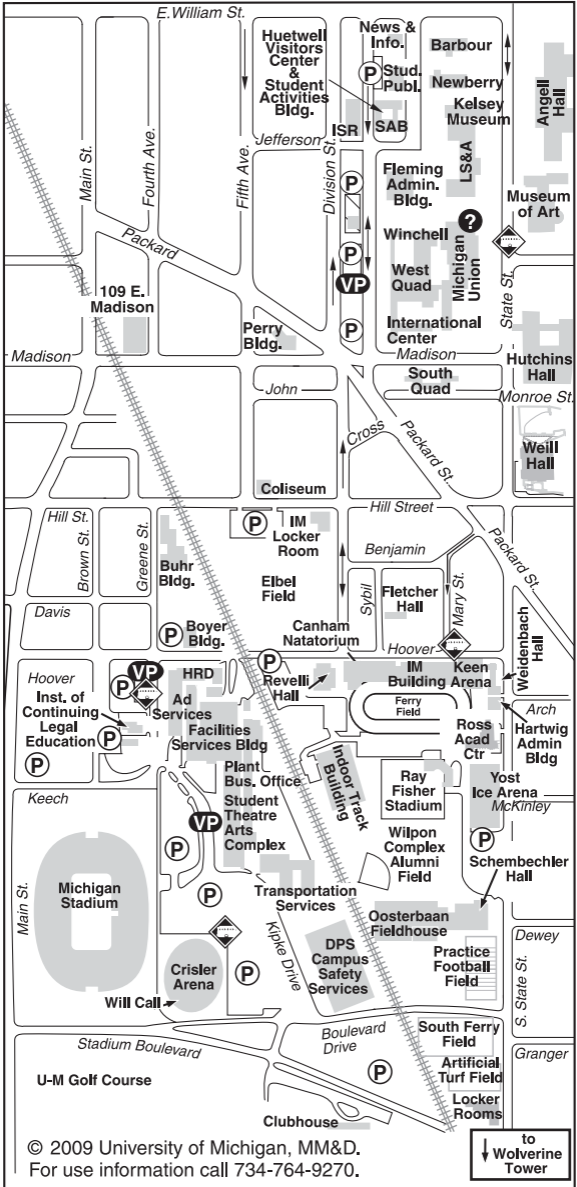 E.William St.
Huetwell
Visitors
Center
&
Student
Activities
Bldg.
News &
Info.
P
Stud.
Publ.
Barbour
Newberry
Kelsey
Museum
Angell
Hall
ISR
SAB
Jefferson
Main St.
Fourth Ave.
Fifth Ave.
Division St.
P
Fleming
Admin.
Bldg.
LS&A
Museum
of Art
?
Winchell
P
VP
West
Quad
Michigan
Union
State St.
Packard
109 E.
Madison
Perry
Bldg.
P
International
Center
Madison
Madison
Hutchins
Hall
South
Quad
John
Monroe St.
Cross
Packard St.
Weill
Hall
Coliseum
Hill Street
Hill St.
Brown St.
Greene St.
P
IM
Locker
Room
Benjamin
Packard St.
Buhr
Bldg.
Elbel
Field
Sybil
Fletcher
Hall
Mary St.
Davis
P
Boyer
Bldg.
Canham
Natatorium
Hoover
Weidenbach
Hall
Hoover
VP
P
HRD
P
Revelli
Hall
IM
Building
Keen
Arena
Inst. of
Continuing
Legal
Education
P
P
Ad
Services
Facilities
Services Bldg
Ferry
Field
Ross
Acad
Ctr
Arch
Hartwig
Admin
Bldg
Plant
Bus. Office
Indoor Track
Building
Ray
Fisher
Stadium
Yost
Ice Arena
McKinley
Keech
VP
Student
Theatre
Arts
Complex
P
P
Wilpon
Complex
Alumni
Field
Schembechler
Hall
Main St.
Michigan
Stadium
P
Transportation
Services
Oosterbaan
Fieldhouse
Dewey
Kipke Drive
DPS
Campus
Safety
Services
Practice
Football
Field
Crisler
Arena
P
Will Call
S. State St.
Stadium Boulevard
Boulevard
Drive
South Ferry
Field
Granger
U-M Golf Course
P
Artificial
Turf Field
Locker
Rooms
Clubhouse
© 2009 University of Michigan, MM&D.
For use information call 734-764-9270.
to
Wolverine
Tower